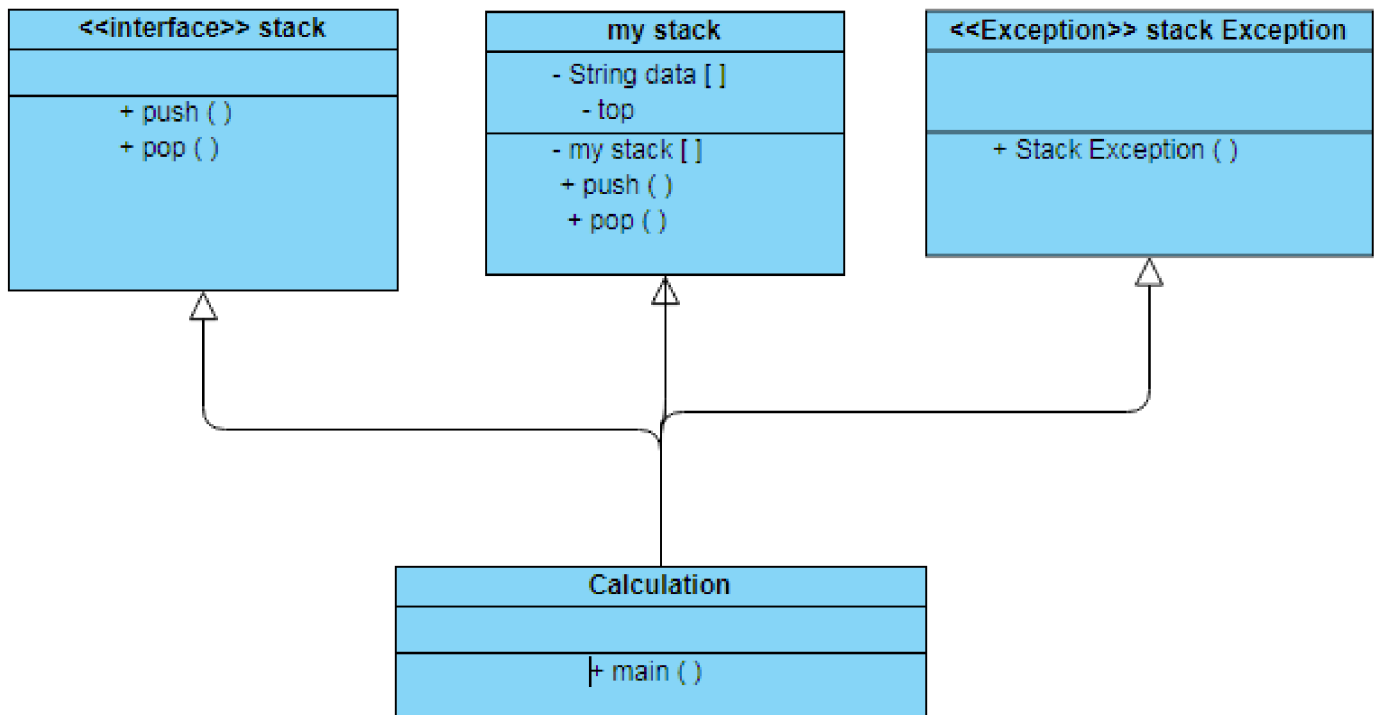 <<interface>> stack
+ push ( )
+ pop ( )
my stack
- String data [ ]
- top
- my stack [ ]
+ push ( )
+ pop ( )
<<Exception>> stack Exception
+ Stack Exception ( )
Calculation
+ main ( )